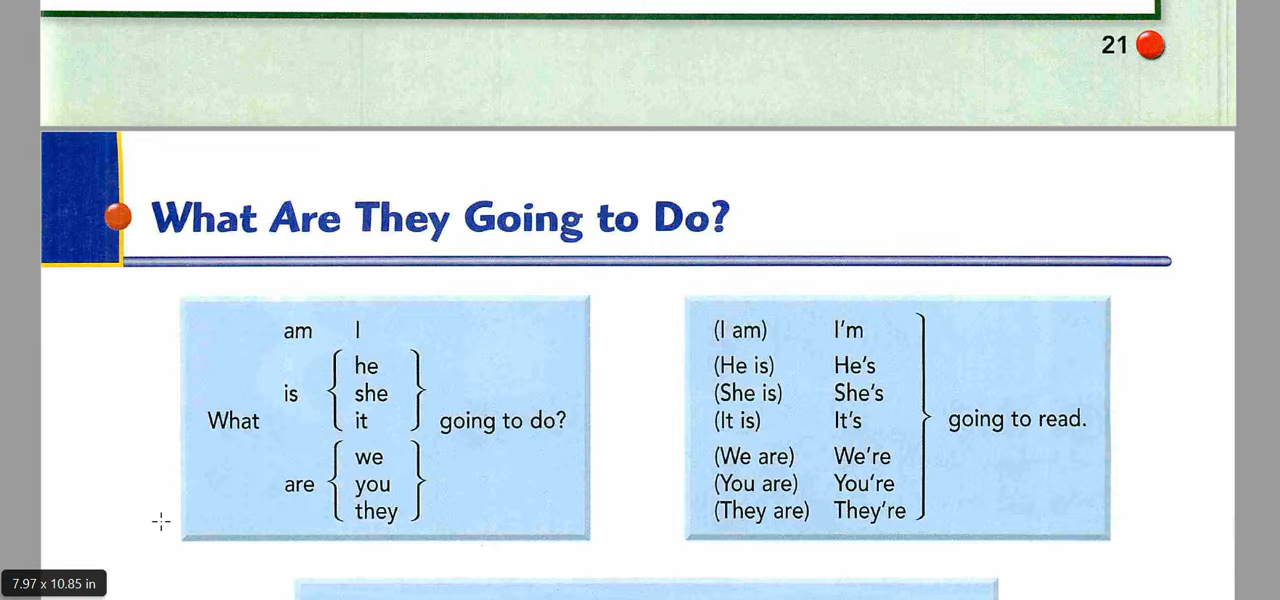 21
What Are They Going to Do?
am I
he
is she
What it going to do?
we
are you
they
(I am) I'm
(He is) He's
(She is) She's
(It is) It's going to read.
(We are) We're
(You are) You're
(They are) They're
7.97 x 10.85 in